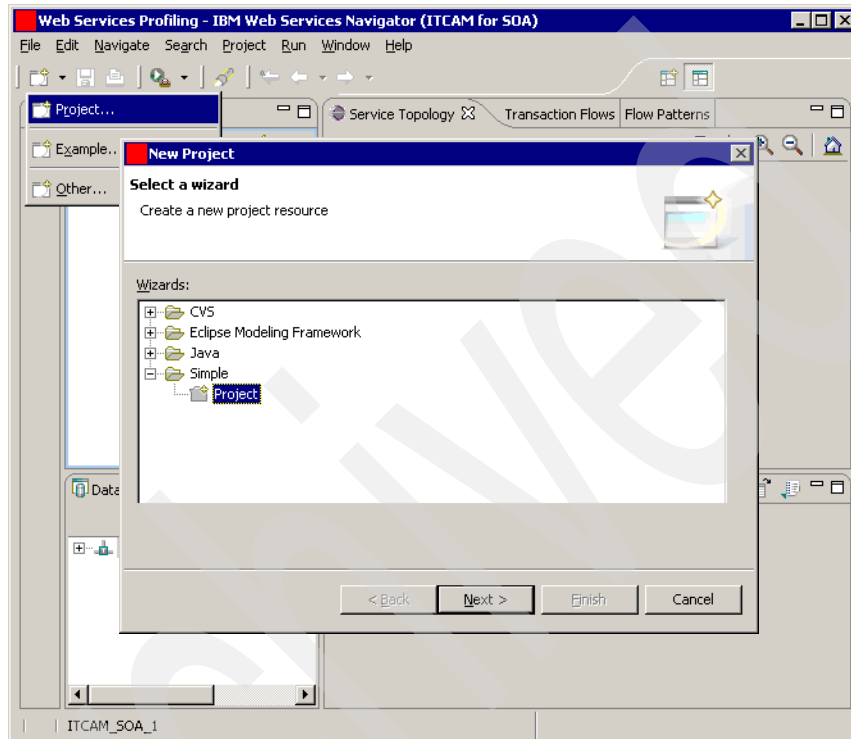 Web Services Profiling - IBM Web Services Navigator (ITCAM for SOA)
File Edit Navigate Search Project Run Window Help
Project...
Service Topology Transaction Flows Flow Patterns
Example..
New Project
Other...
Select a wizard
Create a new project resource
Wizards:
CVS
Eclipse Modeling Framework
Java
Simple
Project
Data
< Back Next > Finish Cancel
ITCAM_SOA_1